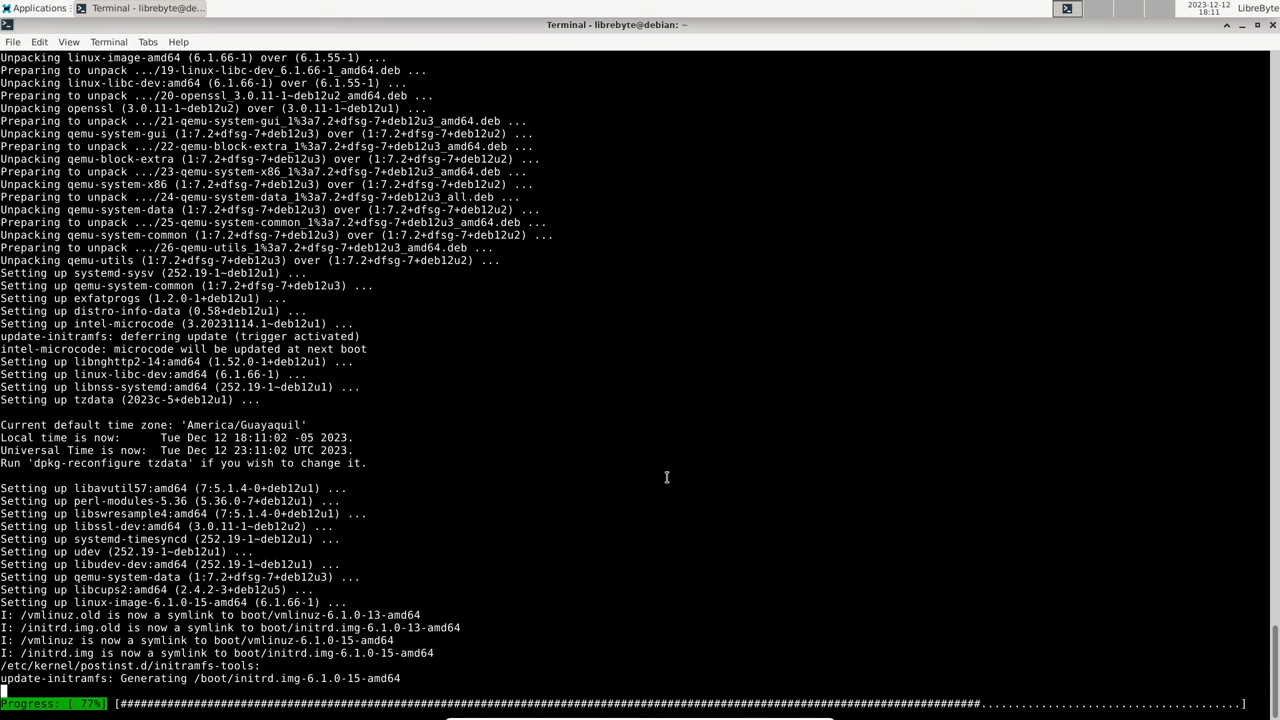 Applications
Terminal - librebyte@de...
2023-12-12
18:11
LibreByte
Terminal - librebyte@debian: ~
File Edit View Terminal Tabs Help
Unpacking linux-image-amd64 (6.1.66-1) over (6.1.55-1) ...
Preparing to unpack .../19-linux-libc-dev_6.1.66-1_amd64.deb ...
Unpacking linux-libc-dev:amd64 (6.1.66-1) over (6.1.55-1) ...
Preparing to unpack .../20-openssl_3.0.11-1~deb12u2_amd64.deb ...
Unpacking openssl (3.0.11-1~deb12u2) over (3.0.11-1~deb12u1) ...
Preparing to unpack .../21-qemu-system-gui_1%3a7.2+dfsg-7+deb12u3_amd64.deb ...
Unpacking qemu-system-gui (1:7.2+dfsg-7+deb12u3) over (1:7.2+dfsg-7+deb12u2) ...
Preparing to unpack .../22-qemu-block-extra_1%3a7.2+dfsg-7+deb12u3_amd64.deb ...
Unpacking qemu-block-extra (1:7.2+dfsg-7+deb12u3) over (1:7.2+dfsg-7+deb12u2) ...
Preparing to unpack .../23-qemu-system-x86_1%3a7.2+dfsg-7+deb12u3_amd64.deb ...
Unpacking qemu-system-x86 (1:7.2+dfsg-7+deb12u3) over (1:7.2+dfsg-7+deb12u2) ...
Preparing to unpack .../24-qemu-system-data_1%3a7.2+dfsg-7+deb12u3_all.deb ...
Unpacking qemu-system-data (1:7.2+dfsg-7+deb12u3) over (1:7.2+dfsg-7+deb12u2) ...
Preparing to unpack .../25-qemu-system-common_1%3a7.2+dfsg-7+deb12u3_amd64.deb ...
Unpacking qemu-system-common (1:7.2+dfsg-7+deb12u3) over (1:7.2+dfsg-7+deb12u2) ...
Preparing to unpack .../26-qemu-utils_1%3a7.2+dfsg-7+deb12u3_amd64.deb ...
Unpacking qemu-utils (1:7.2+dfsg-7+deb12u3) over (1:7.2+dfsg-7+deb12u2) ...
Setting up systemd-sysv (252.19-1~deb12u1) ...
Setting up qemu-system-common (1:7.2+dfsg-7+deb12u3) ...
Setting up exfatprogs (1.2.0-1+deb12u1) ...
Setting up distro-info-data (0.58+deb12u1) ...
Setting up intel-microcode (3.20231114.1~deb12u1) ...
update-initramfs: deferring update (trigger activated)
intel-microcode: microcode will be updated at next boot
Setting up libnghttp2-14:amd64 (1.52.0-1+deb12u1) ...
Setting up linux-libc-dev:amd64 (6.1.66-1) ...
Setting up libnss-systemd:amd64 (252.19-1~deb12u1) ...
Setting up tzdata (2023c-5+deb12u1) ...
Current default time zone: 'America/Guayaquil'
Local time is now:      Tue Dec 12 18:11:02 -05 2023.
Universal Time is now:  Tue Dec 12 23:11:02 UTC 2023.
Run 'dpkg-reconfigure tzdata' if you wish to change it.
Setting up libavutil57:amd64 (7:5.1.4-0+deb12u1) ...
Setting up perl-modules-5.36 (5.36.0-7+deb12u1) ...
Setting up libswresample4:amd64 (7:5.1.4-0+deb12u1) ...
Setting up libssl-dev:amd64 (3.0.11-1~deb12u2) ...
Setting up systemd-timesyncd (252.19-1~deb12u1) ...
Setting up udev (252.19-1~deb12u1) ...
Setting up libudev-dev:amd64 (252.19-1~deb12u1) ...
Setting up qemu-system-data (1:7.2+dfsg-7+deb12u3) ...
Setting up libcups2:amd64 (2.4.2-3+deb12u5) ...
Setting up linux-image-6.1.0-15-amd64 (6.1.66-1) ...
I: /vmlinuz.old is now a symlink to boot/vmlinuz-6.1.0-13-amd64
I: /initrd.img.old is now a symlink to boot/initrd.img-6.1.0-13-amd64
I: /vmlinuz is now a symlink to boot/vmlinuz-6.1.0-15-amd64
I: /initrd.img is now a symlink to boot/initrd.img-6.1.0-15-amd64
/etc/kernel/postinst.d/initramfs-tools:
update-initramfs: Generating /boot/initrd.img-6.1.0-15-amd64
Progress: [ 77%] [#################################################################################################################################.......................................]